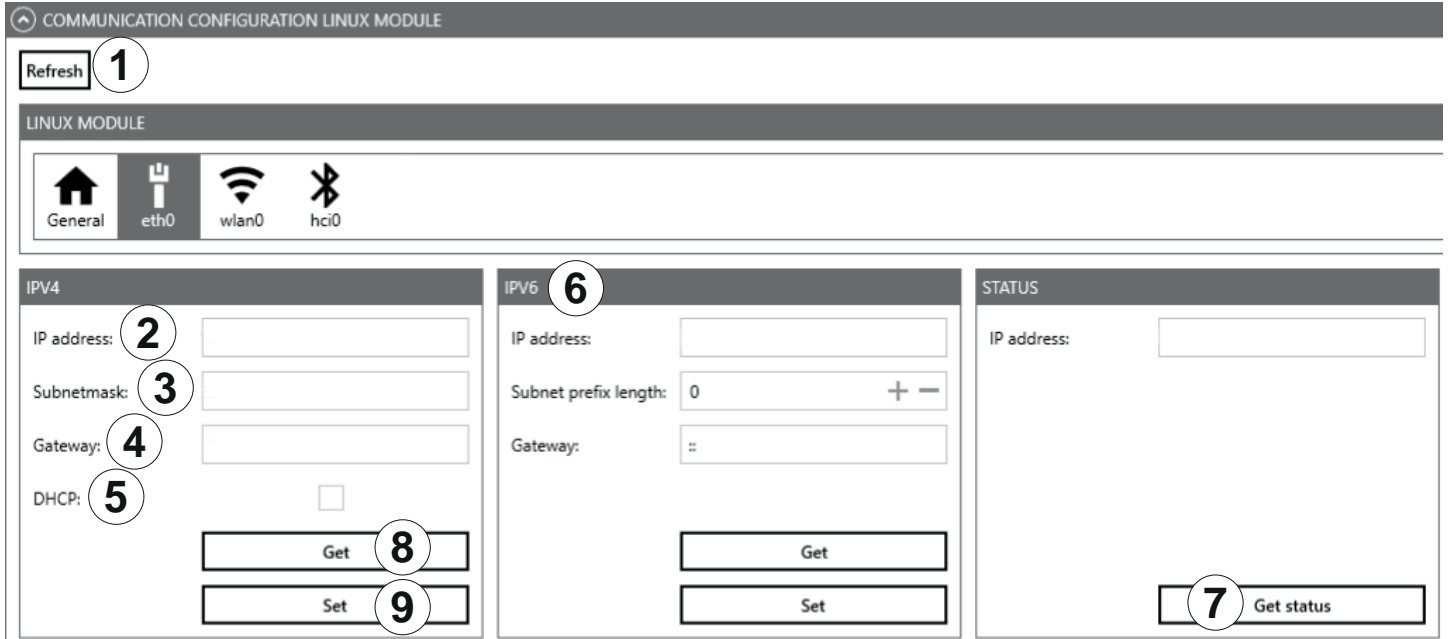 COMMUNICATION CONFIGURATION LINUX MODULE
Refresh 1
LINUX MODULE
General eth0 wlan0 hci0
IPV4
IP address: 2
Subnetmask: 3
Gateway: 4
DHCP: 5
Get 8
Set 9
IPV6 6
IP address:
Subnet prefix length: 0 + −
Gateway: ::
Get
Set
STATUS
IP address:
7 Get status